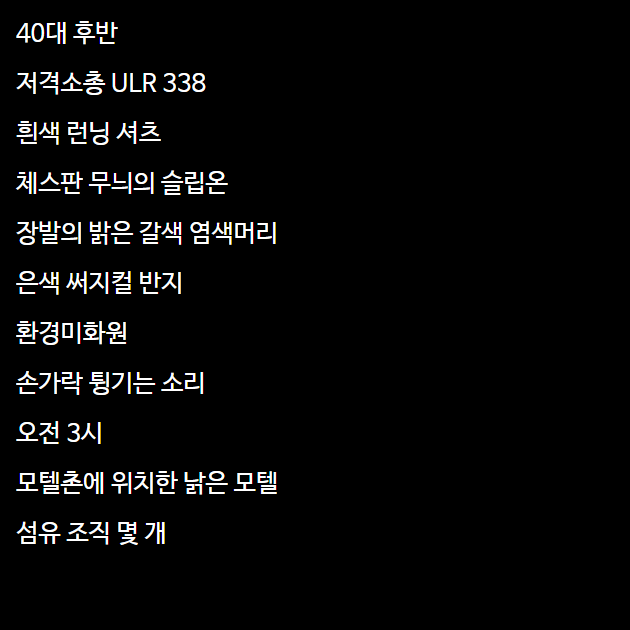 40대 후반
저격소총 ULR 338
흰색 런닝 셔츠
체스판 무늬의 슬립온
장발의 밝은 갈색 염색머리
은색 써지컬 반지
환경미화원
손가락 튕기는 소리
오전 3시
모텔촌에 위치한 낡은 모텔
섬유 조직 몇 개